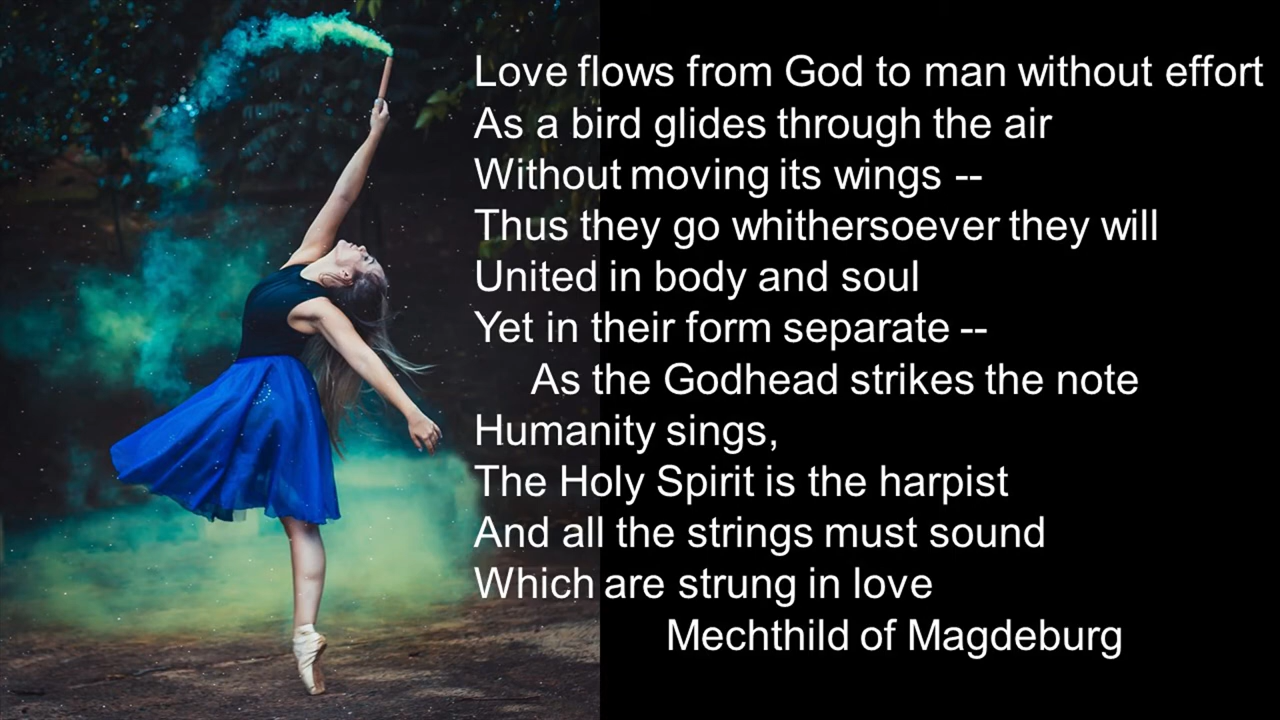 Love flows from God to man without effort
As a bird glides through the air
Without moving its wings --
Thus they go whithersoever they will
United in body and soul
Yet in their form separate --
As the Godhead strikes the note
Humanity sings,
The Holy Spirit is the harpist
And all the strings must sound
Which are strung in love
Mechthild of Magdeburg